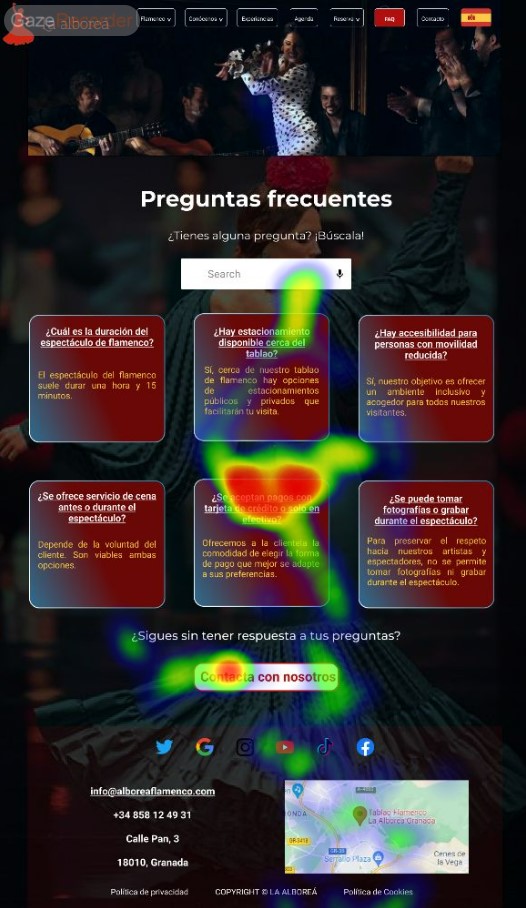 GazeRecorder
La alboreá
Flamenco
Conócenos
Experiencias
Agenda
Reserva
FAQ
Contacto
ES
Preguntas frecuentes
¿Tienes alguna pregunta? ¡Búscala!
Search
¿Cuál es la duración del
espectáculo de flamenco?
El espectáculo del flamenco
suele durar una hora y 15
minutos.
¿Hay estacionamiento
disponible cerca del
tablao?
Sí, cerca de nuestro tablao
de flamenco hay opciones
de estacionamientos
públicos y privados que
facilitarán tu visita.
¿Hay accesibilidad para
personas con movilidad
reducida?
Sí, nuestro objetivo es ofrecer
un ambiente inclusivo y
acogedor para todos nuestros
visitantes.
¿Se ofrece servicio de cena
antes o durante el
espectáculo?
Depende de la voluntad del
cliente. Son viables ambas
opciones.
¿Se aceptan pagos con
tarjeta de crédito o solo en
efectivo?
Ofrecemos a la clientela la
comodidad de elegir la forma
de pago que mejor se adapte
a sus preferencias.
¿Se puede tomar
fotografías o grabar
durante el espectáculo?
Para preservar el respeto
hacia nuestros artistas y
espectadores, no se permite
tomar fotografías ni grabar
durante el espectáculo.
¿Sigues sin tener respuesta a tus preguntas?
Contacta con nosotros
info@alboreaflamenco.com
+34 858 12 49 31
Calle Pan, 3
18010, Granada
RONDA
Tablao Flamenco
La Alboreá Granada
Serrallo Plaza
Cenes de
la Vega
Política de privacidad
COPYRIGHT © LA ALBOREÁ
Política de Cookies